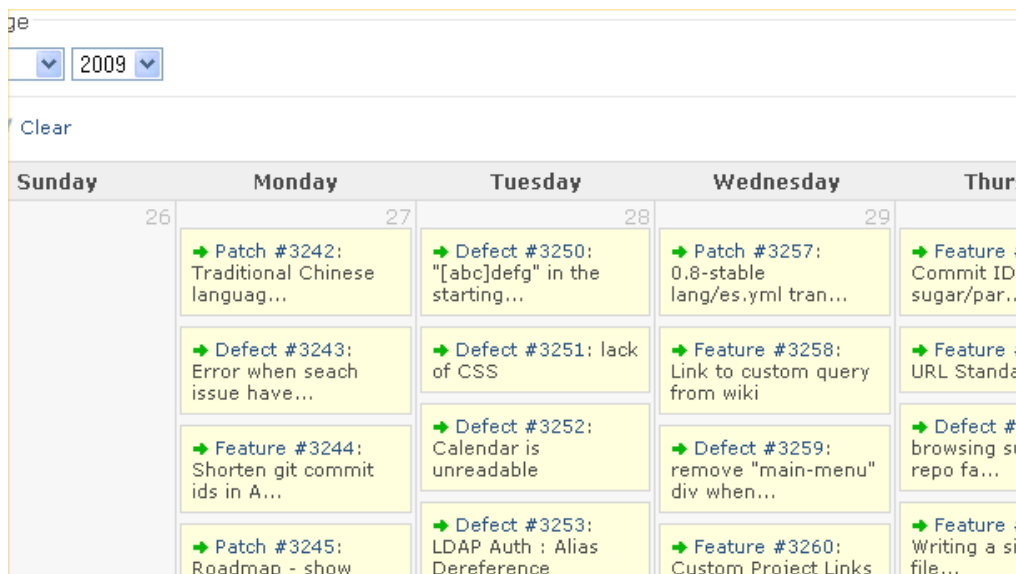 ge
2009
/ Clear
Sunday Monday Tuesday Wednesday Thur
26 27 28 29
Patch #3242:
Traditional Chinese
languag...
Defect #3243:
Error when seach
issue have...
Feature #3244:
Shorten git commit
ids in A...
Patch #3245:
Roadmap - show
Defect #3250:
"[abc]defg" in the
starting...
Defect #3251: lack
of CSS
Defect #3252:
Calendar is
unreadable
Defect #3253:
LDAP Auth : Alias
Dereference
Patch #3257:
0.8-stable
lang/es.yml tran...
Feature #3258:
Link to custom query
from wiki
Defect #3259:
remove "main-menu"
div when...
Feature #3260:
Custom Project Links
Feature
Commit ID
sugar/par..
Feature
URL Standa
Defect #
browsing su
repo fa...
Feature
Writing a si
file...